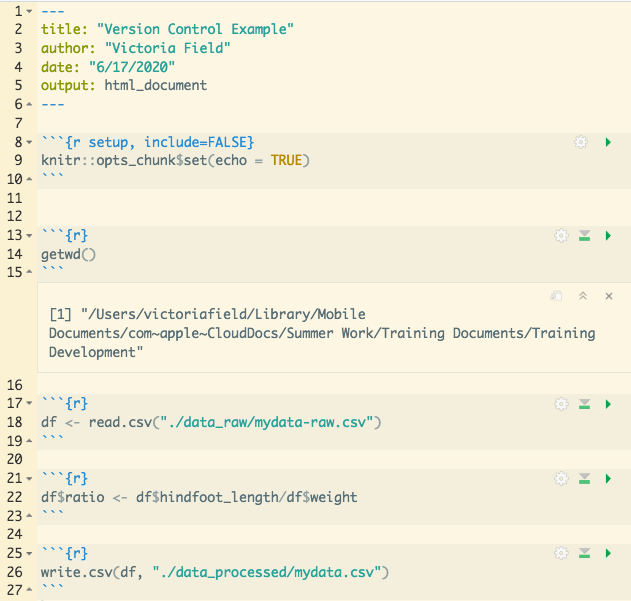 1 ---
2 title: "Version Control Example"
3 author: "Victoria Field"
4 date: "6/17/2020"
5 output: html_document
6 ---
7
8 ```{r setup, include=FALSE}
9 knitr::opts_chunk$set(echo = TRUE)
10 ```
11
12
13 ```{r}
14 getwd()
15 ```
[1] "/Users/victoriafield/Library/Mobile
Documents/com~apple~CloudDocs/Summer Work/Training Documents/Training
Development"
16
17 ```{r}
18 df <- read.csv("./data_raw/mydata-raw.csv")
19 ```
20
21 ```{r}
22 df$ratio <- df$hindfoot_length/df$weight
23 ```
24
25 ```{r}
26 write.csv(df, "./data_processed/mydata.csv")
27 ```